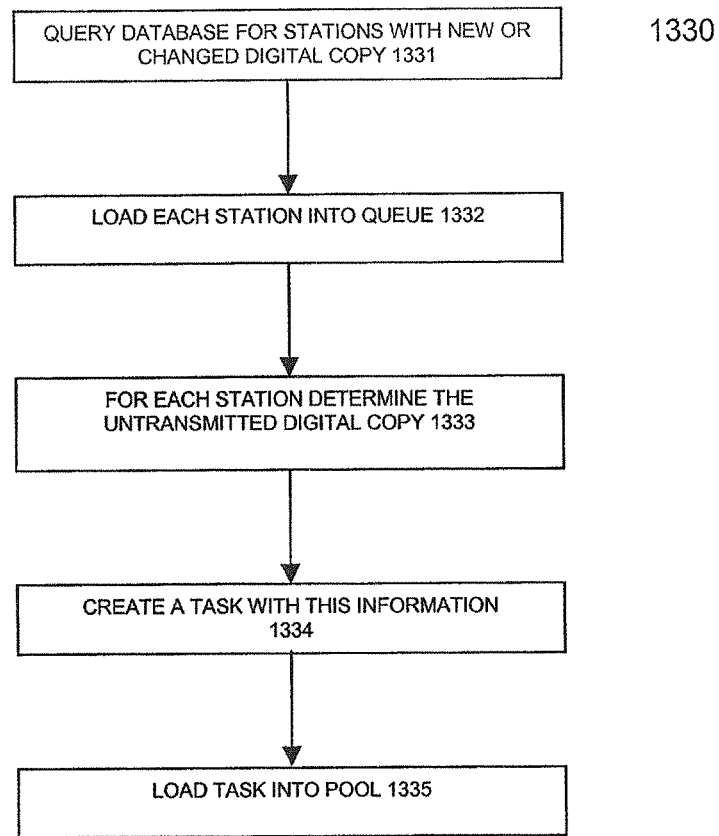 1330
QUERY DATABASE FOR STATIONS WITH NEW OR
CHANGED DIGITAL COPY 1331
LOAD EACH STATION INTO QUEUE 1332
FOR EACH STATION DETERMINE THE
UNTRANSMITTED DIGITAL COPY 1333
CREATE A TASK WITH THIS INFORMATION
1334
LOAD TASK INTO POOL 1335